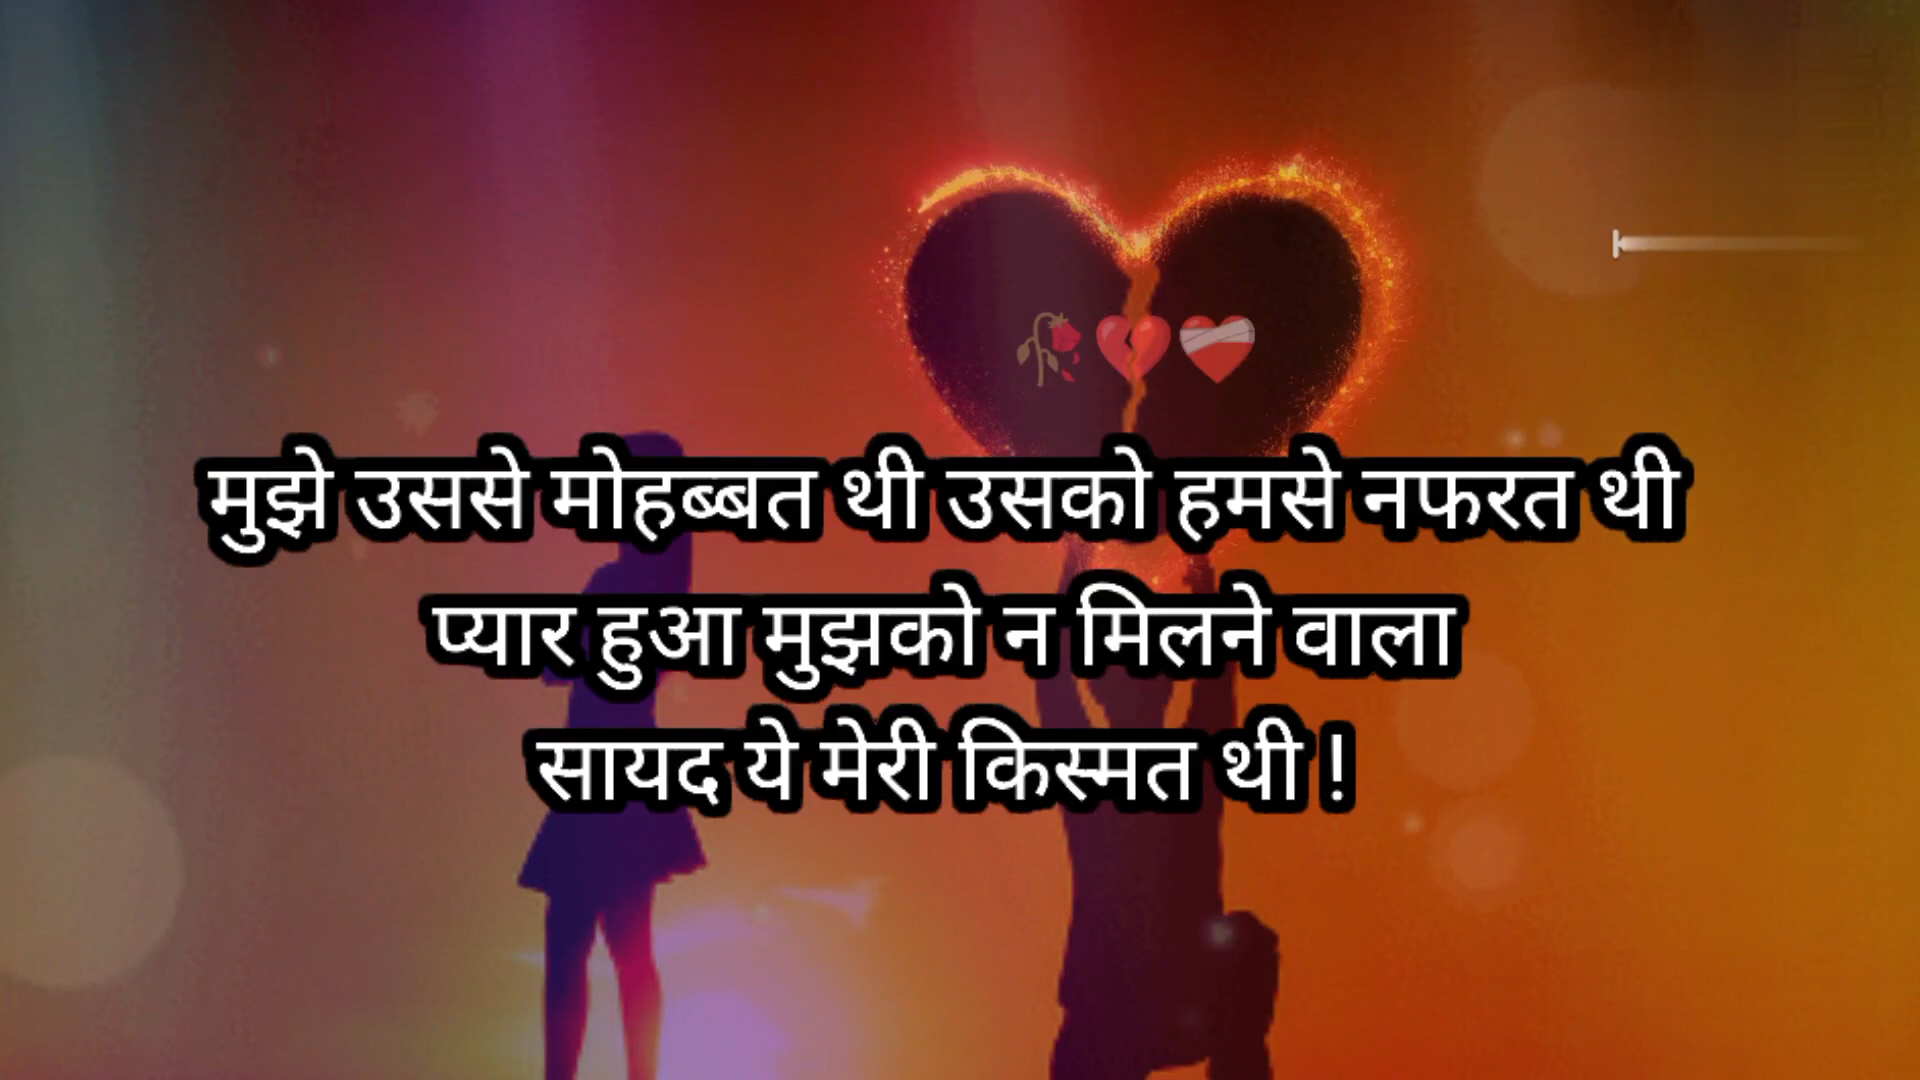 🥀💔❤️‍🩹
मुझे उससे मोहब्बत थी उसको हमसे नफरत थी
प्यार हुआ मुझको न मिलने वाला
सायद ये मेरी किस्मत थी !